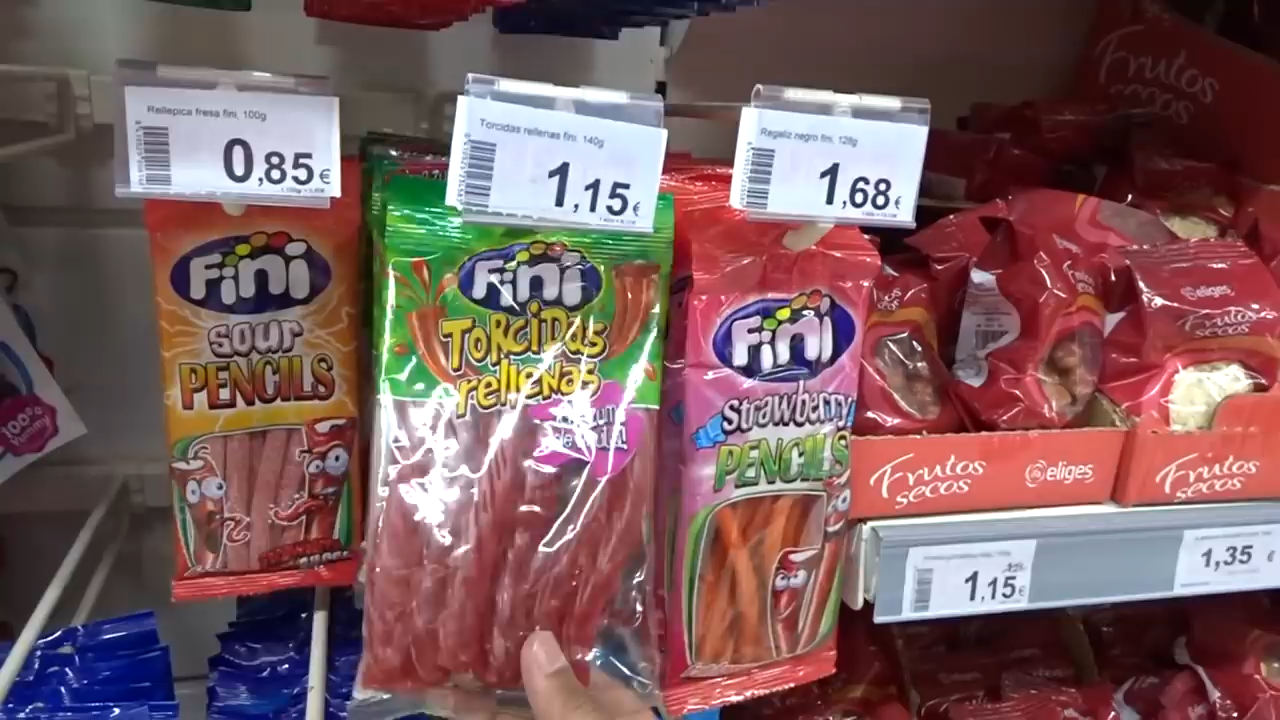 Frutos
secos
Rellepica fresa fini, 100g
0,85€
Torcidas rellenas fini, 140g
1,15€
Regaliz negro fini, 128g
1,68€
Fini
sour
PENCILS
Fini
TORCIDas
rellenas
Fini
Strawberry
PENCILS
100%
Yummy!
eliges
Frutos
secos
Frutos
secos
eliges
Frutos
secos
1,15€
1,35 €